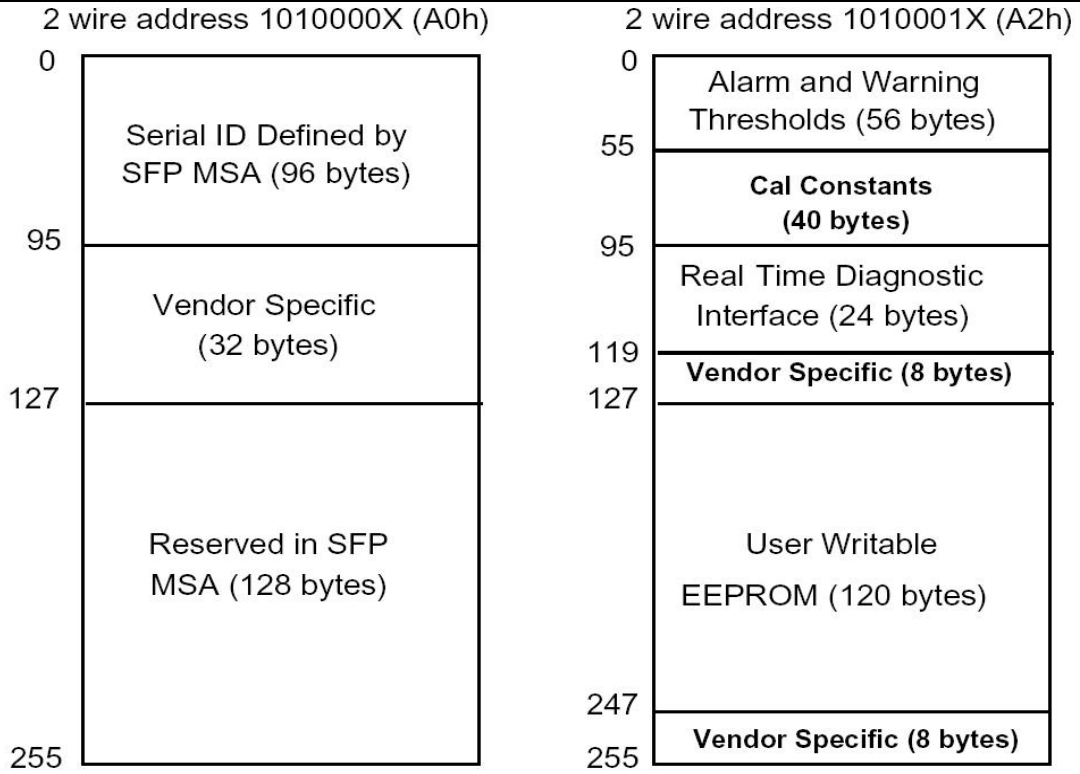 2 wire address 1010000X (A0h)
0
Serial ID Defined by
SFP MSA (96 bytes)
95
Vendor Specific
(32 bytes)
127
Reserved in SFP
MSA (128 bytes)
255
2 wire address 1010001X (A2h)
0
Alarm and Warning
Thresholds (56 bytes)
55
Cal Constants
(40 bytes)
95
Real Time Diagnostic
Interface (24 bytes)
119
Vendor Specific (8 bytes)
127
User Writable
EEPROM (120 bytes)
247
Vendor Specific (8 bytes)
255